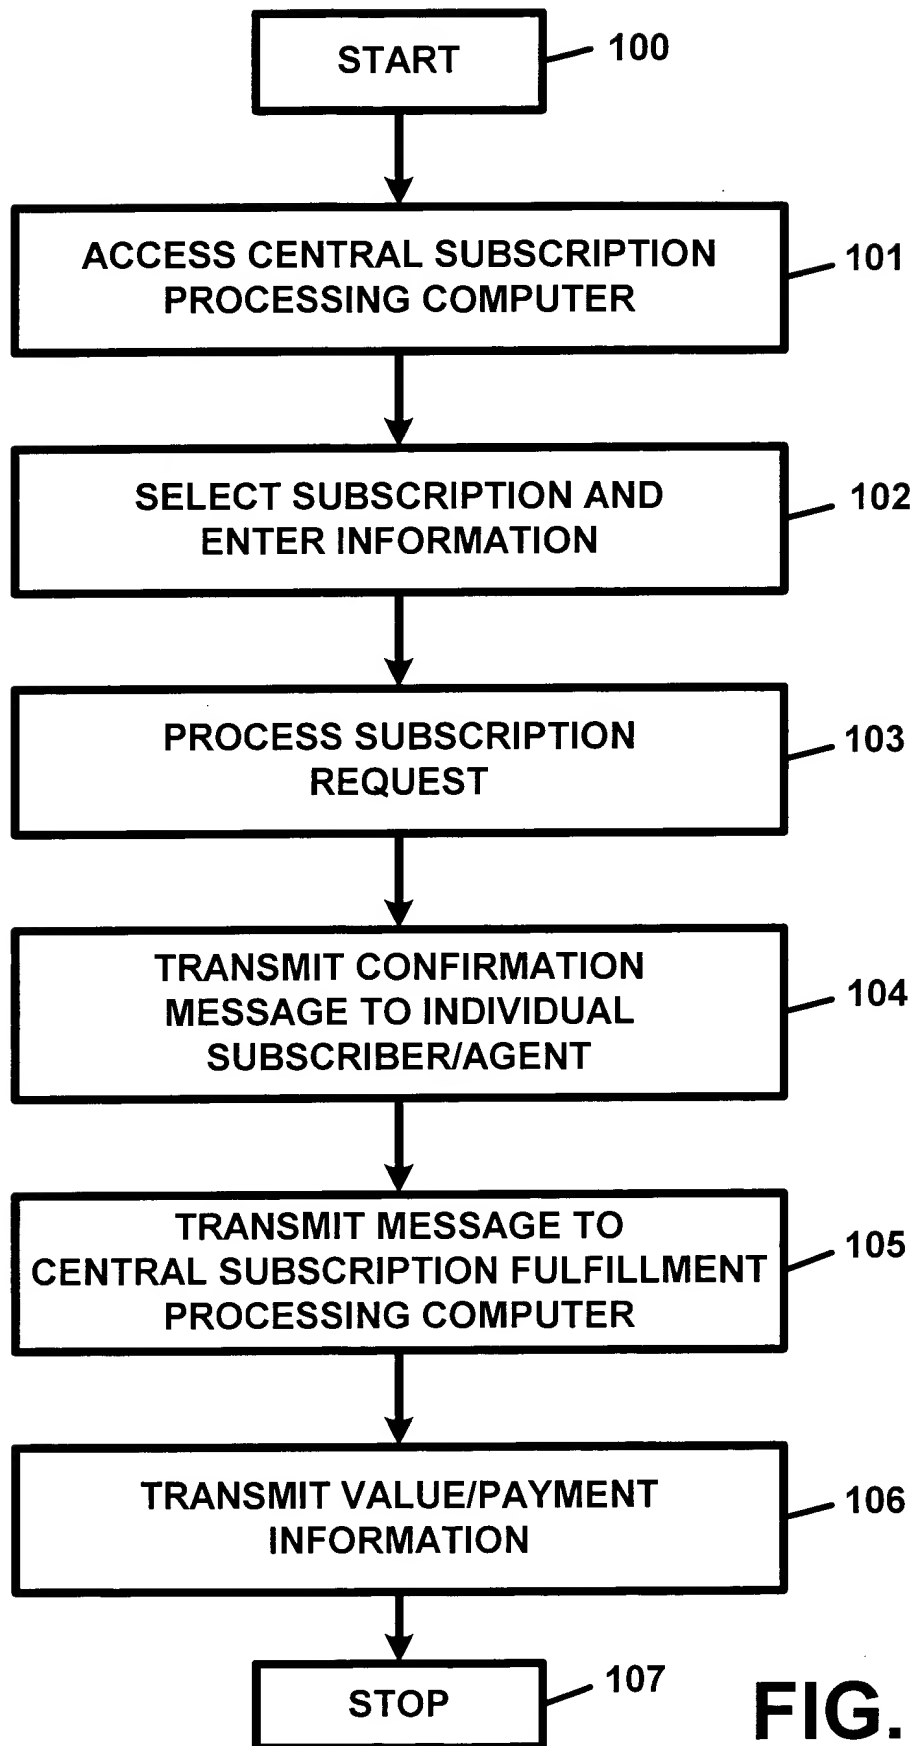 START
100
ACCESS CENTRAL SUBSCRIPTION
PROCESSING COMPUTER
101
SELECT SUBSCRIPTION AND
ENTER INFORMATION
102
PROCESS SUBSCRIPTION
REQUEST
103
TRANSMIT CONFIRMATION
MESSAGE TO INDIVIDUAL
SUBSCRIBER/AGENT
104
TRANSMIT MESSAGE TO
CENTRAL SUBSCRIPTION FULFILLMENT
PROCESSING COMPUTER
105
TRANSMIT VALUE/PAYMENT
INFORMATION
106
STOP
107
FIG.